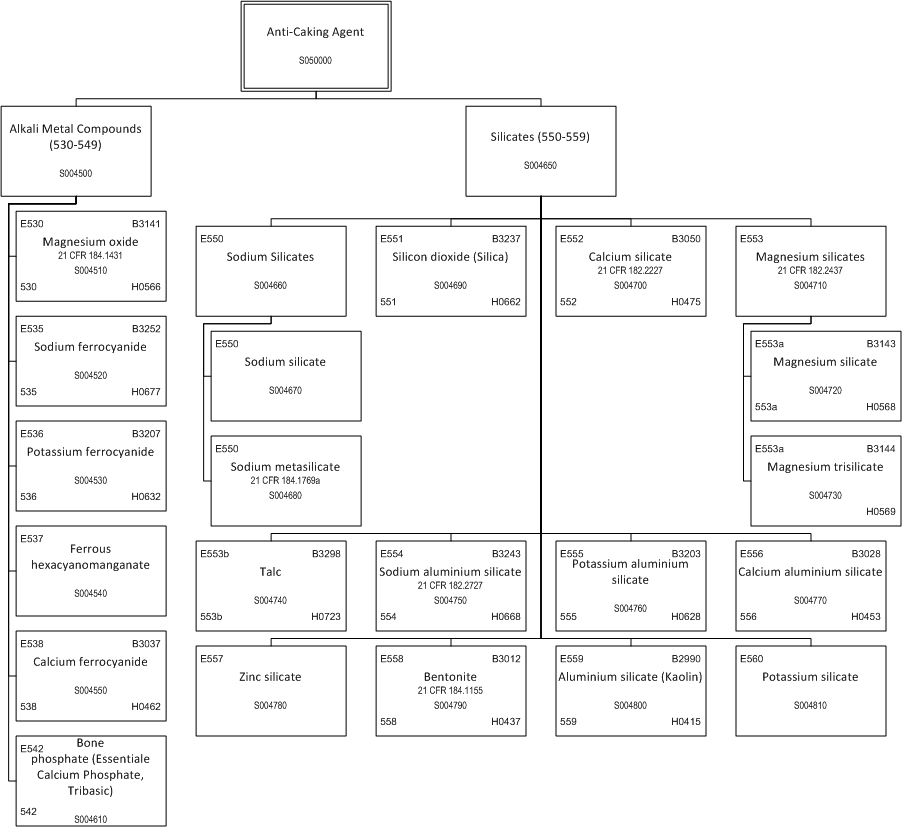 Anti-Caking Agent
S050000
Alkali Metal Compounds
(530-549)
S004500
Silicates (550-559)
S004650
E530 B3141
Magnesium oxide
21 CFR 184.1431
S004510
530 H0566
E535 B3252
Sodium ferrocyanide
S004520
535 H0677
E536 B3207
Potassium ferrocyanide
S004530
536 H0632
E537
Ferrous
hexacyanomanganate
S004540
E538 B3037
Calcium ferrocyanide
S004550
538 H0462
E542
Bone
phosphate (Essentiale
Calcium Phosphate,
Tribasic)
542
S004610
E550
Sodium Silicates
S004660
E550
Sodium silicate
S004670
E550
Sodium metasilicate
21 CFR 184.1769a
S004680
E551 B3237
Silicon dioxide (Silica)
S004690
551 H0662
E552 B3050
Calcium silicate
21 CFR 182.2227
S004700
552 H0475
E553
Magnesium silicates
21 CFR 182.2437
S004710
E553a B3143
Magnesium silicate
S004720
553a H0568
E553a B3144
Magnesium trisilicate
S004730
H0569
E553b B3298
Talc
S004740
553b H0723
E554 B3243
Sodium aluminium silicate
21 CFR 182.2727
S004750
554 H0668
E555 B3203
Potassium aluminium
silicate
S004760
555 H0628
E556 B3028
Calcium aluminium silicate
S004770
556 H0453
E557
Zinc silicate
S004780
E558 B3012
Bentonite
21 CFR 184.1155
S004790
558 H0437
E559 B2990
Aluminium silicate (Kaolin)
S004800
559 H0415
E560
Potassium silicate
S004810